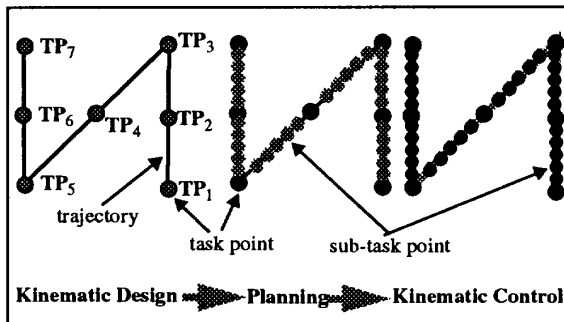 TP7
TP3
TP6
TP4
TP2
TP5
TP1
trajectory
task point
sub-task point
Kinematic Design Planning Kinematic Control